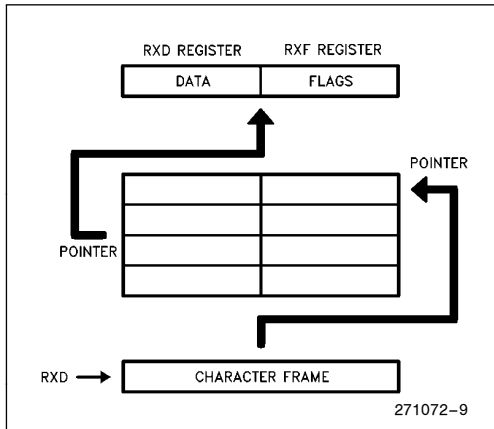 RXD REGISTER RXF REGISTER
DATA FLAGS
POINTER
POINTER
RXD CHARACTER FRAME
271072–9